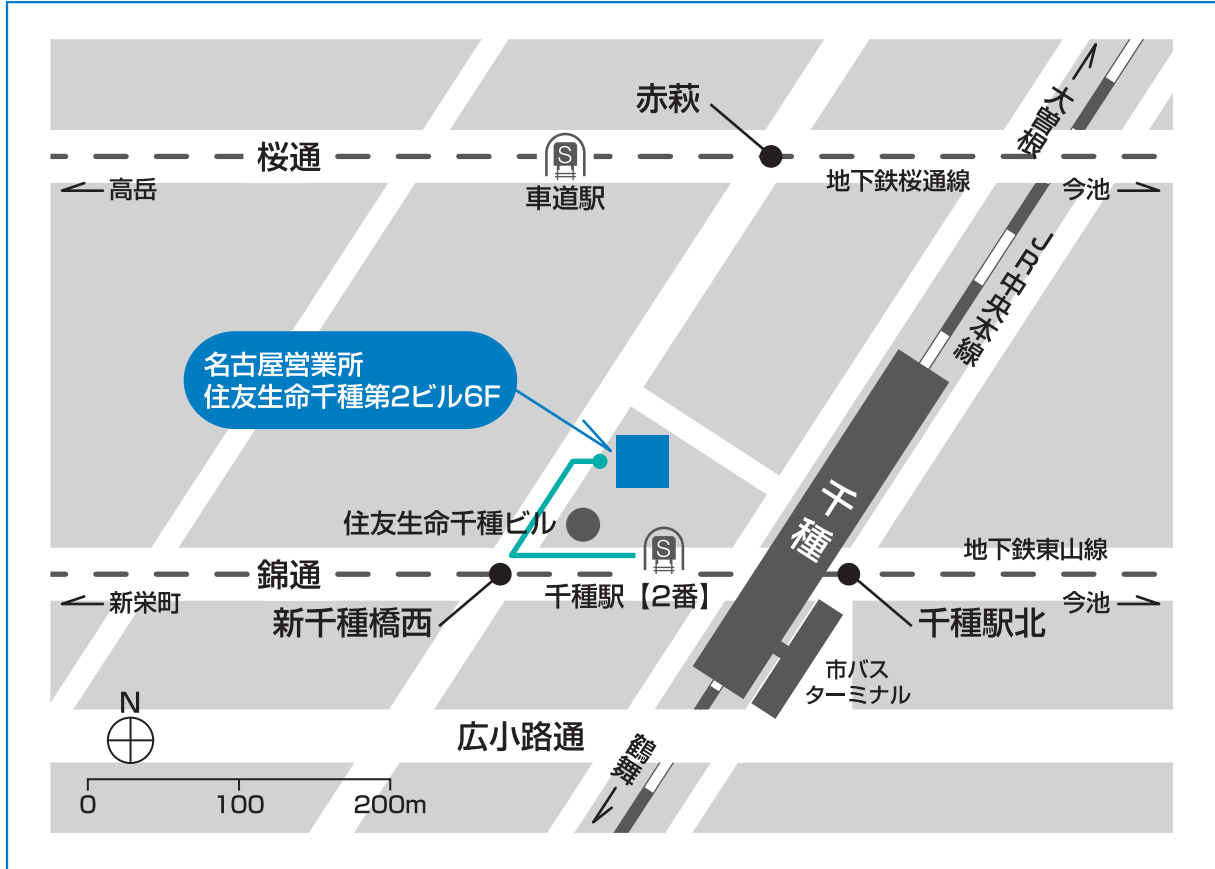 赤萩
大曽根
桜通
S
車道駅
地下鉄桜通線
高岳
今池
JR中央本線
名古屋営業所
住友生命千種第2ビル6F
千種
住友生命千種ビル
S
地下鉄東山線
錦通
千種駅【2番】
新栄町
今池
新千種橋西
千種駅北
市バス
ターミナル
N
広小路通
鶴舞
0 100 200m